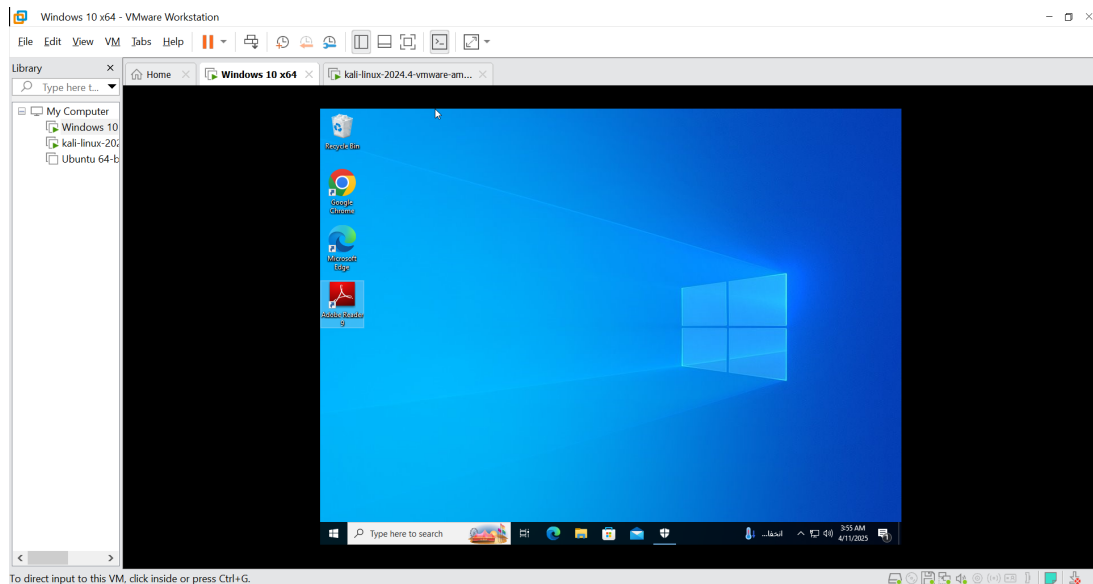 Windows 10 x64 - VMware Workstation
File Edit View VM Tabs Help
Library
Type here t...
Home
Windows 10 x64
kali-linux-2024.4-vmware-am...
My Computer
Windows 10
kali-linux-202
Ubuntu 64-b
Recycle Bin
Google
Chrome
Microsoft
Edge
Adobe Reader
9
Type here to search
انخفا...
3:55 AM
4/11/2025
To direct input to this VM, click inside or press Ctrl+G.